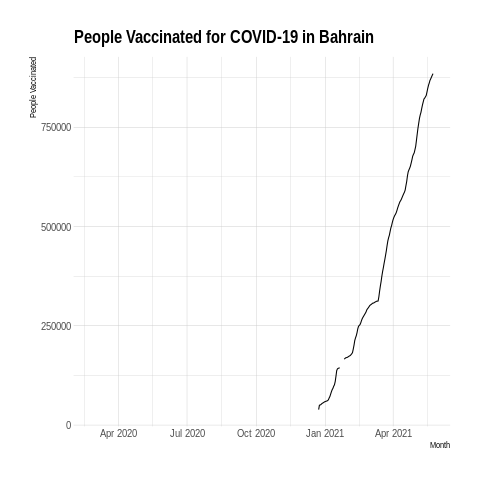 People Vaccinated for COVID-19 in Bahrain
People Vaccinated
750000
500000
250000
0
Apr 2020 Jul 2020 Oct 2020 Jan 2021 Apr 2021
Month